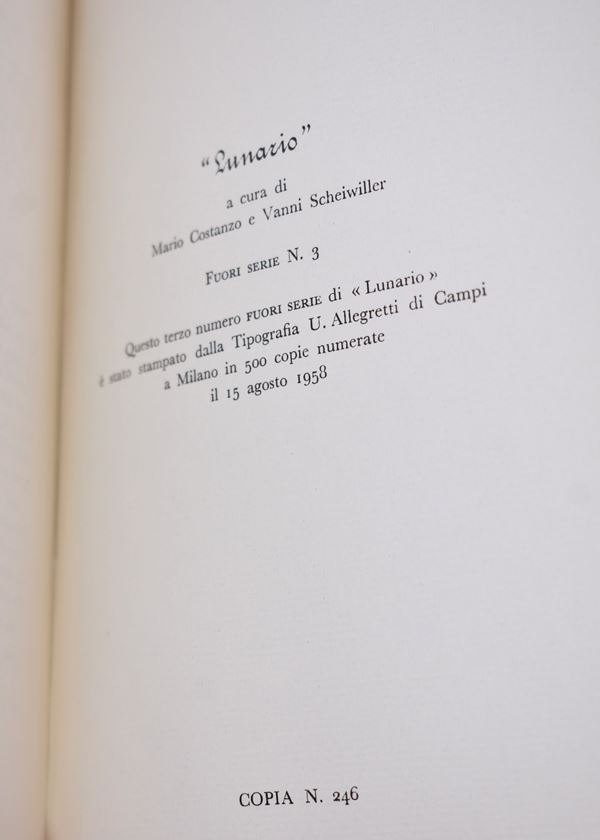 “Lunario”
a cura di
Mario Costanzo e Vanni Scheiwiller
FUORI SERIE N. 3
Questo terzo numero FUORI SERIE di « Lunario »
è stato stampato dalla Tipografia U. Allegretti di Campi
a Milano in 500 copie numerate
il 15 agosto 1958
COPIA N. 246